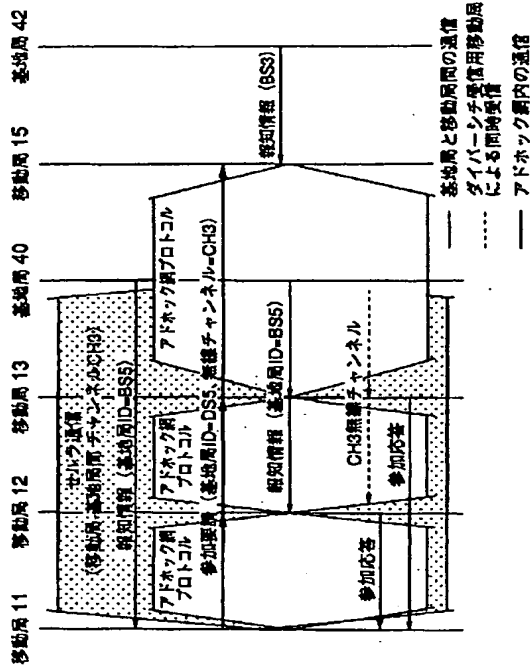 移動局 11
移動局 12
移動局 13
基地局 40
移動局 15
基地局 42
セルラ通信
(移動局-基地局間:チャンネルCH3)
報知情報 (基地局ID=BS5)
アドホック網
プロトコル
アドホック網
プロトコル
アドホック網プロトコル
参加要請 (基地局ID=DS5、無線チャンネル=CH3)
報知情報 (BS3)
報知情報 (基地局ID=BS5)
CH3無線チャンネル
参加応答
参加応答
基地局と移動局間の通信
ダイバーシチ受信用移動局
による同時受信
アドホック網内の通信